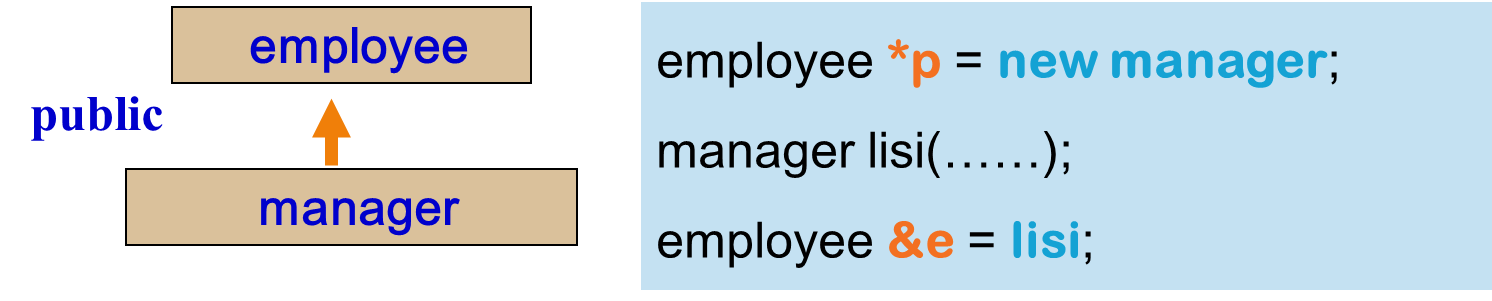 employee
public
manager
employee *p = new manager;
manager lisi(……);
employee &e = lisi;